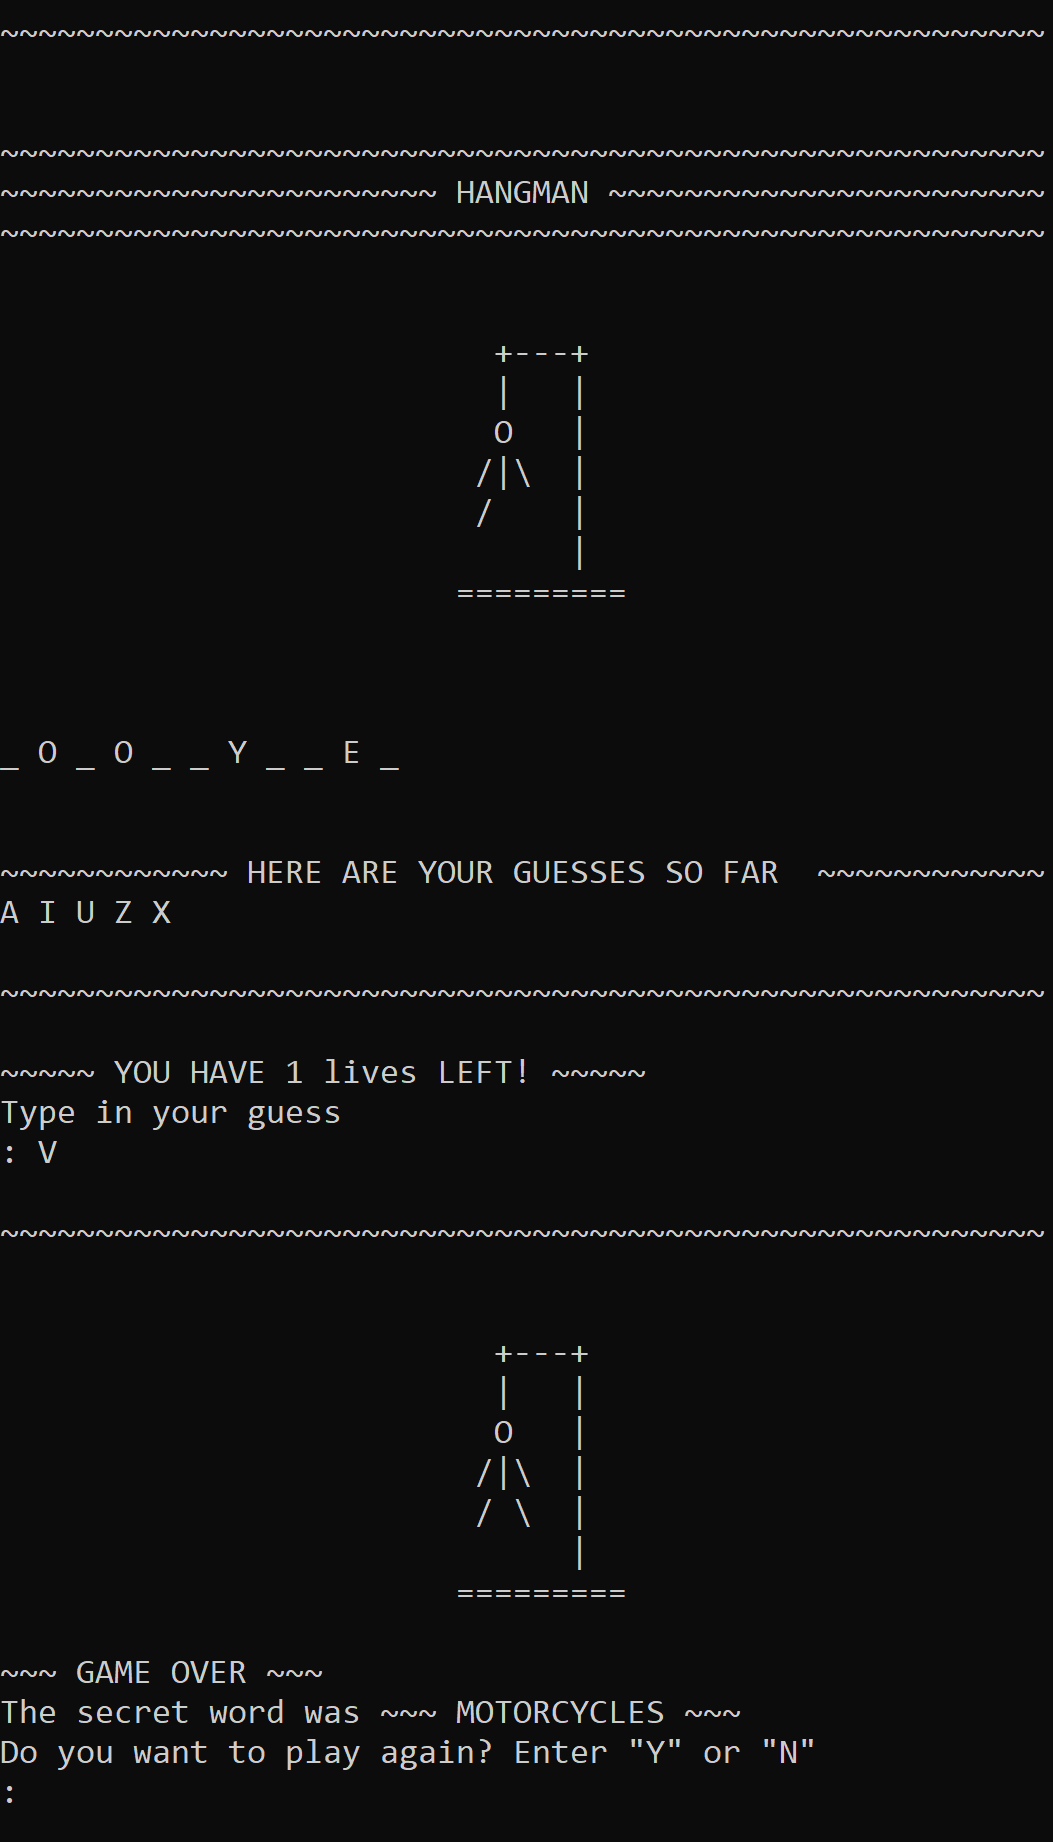 ~~~~~~~~~~~~~~~~~~~~~~~~~~~~~~~~~~~~~~~~~~~~~~~~~~~~~~~
~~~~~~~~~~~~~~~~~~~~~~~~~~~~~~~~~~~~~~~~~~~~~~~~~~~~~~~
~~~~~~~~~~~~~~~~~~~~~~~ HANGMAN ~~~~~~~~~~~~~~~~~~~~~~~
~~~~~~~~~~~~~~~~~~~~~~~~~~~~~~~~~~~~~~~~~~~~~~~~~~~~~~~
                          +---+
                          |   |
                          O   |
                         /|\  |
                         /    |
                              |
                        =========
_ O _ O _ _ Y _ _ E _
~~~~~~~~~~~~ HERE ARE YOUR GUESSES SO FAR  ~~~~~~~~~~~~
A I U Z X
~~~~~~~~~~~~~~~~~~~~~~~~~~~~~~~~~~~~~~~~~~~~~~~~~~~~~~~
~~~~~ YOU HAVE 1 lives LEFT! ~~~~~
Type in your guess
: V
~~~~~~~~~~~~~~~~~~~~~~~~~~~~~~~~~~~~~~~~~~~~~~~~~~~~~~~
                          +---+
                          |   |
                          O   |
                         /|\  |
                         / \  |
                              |
                        =========
~~~ GAME OVER ~~~
The secret word was ~~~ MOTORCYCLES ~~~
Do you want to play again? Enter "Y" or "N"
: